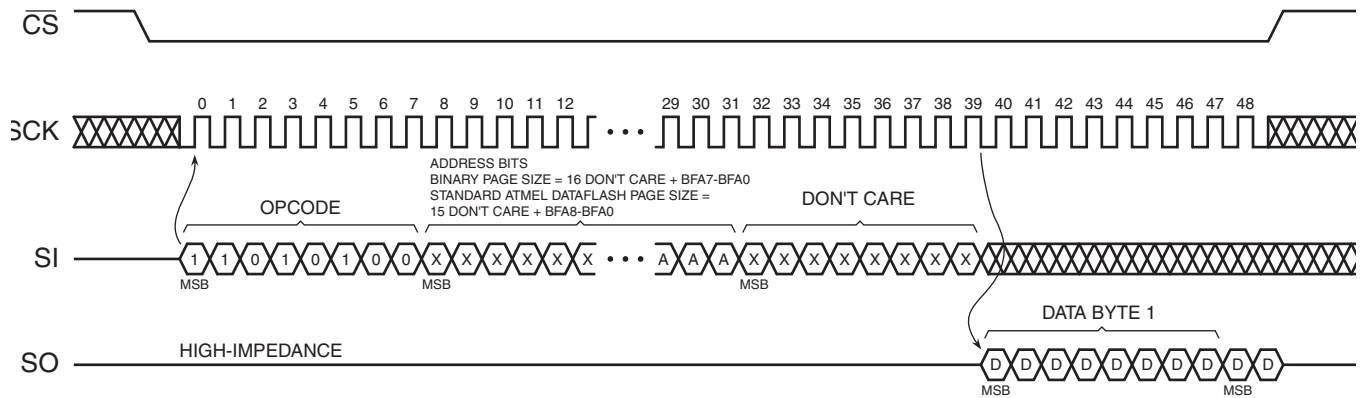 CS
0 1 2 3 4 5 6 7 8 9 10 11 12 29 30 31 32 33 34 35 36 37 38 39 40 41 42 43 44 45 46 47 48
SCK • • •
ADDRESS BITS
BINARY PAGE SIZE = 16 DON'T CARE + BFA7-BFA0
STANDARD ATMEL DATAFLASH PAGE SIZE =
15 DON'T CARE + BFA8-BFA0
OPCODE
DON'T CARE
SI 1 1 0 1 0 1 0 0 X X X X X X • • • A A A X X X X X X X X
MSB MSB MSB
DATA BYTE 1
HIGH-IMPEDANCE
SO D D D D D D D D D D
MSB MSB